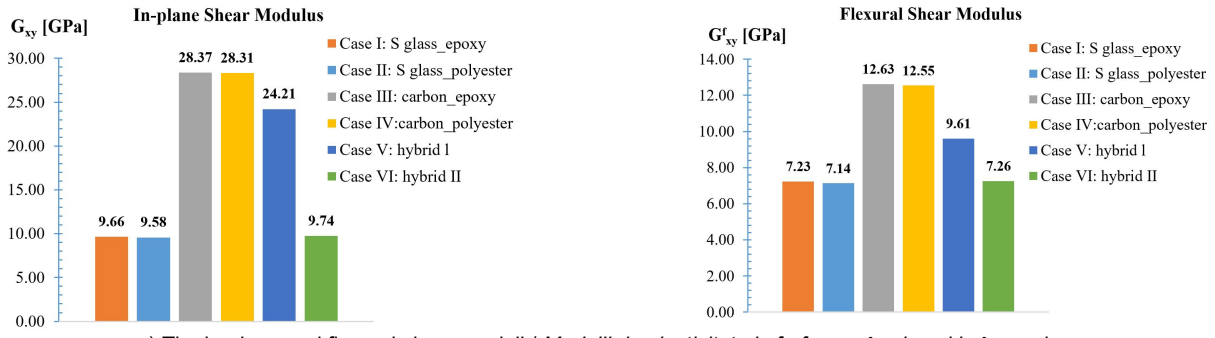 In-plane Shear Modulus
Gxy [GPa]
30.00
25.00
20.00
15.00
10.00
5.00
0.00
9.66
9.58
28.37
28.31
24.21
9.74
Case I: S glass_epoxy
Case II: S glass_polyester
Case III: carbon_epoxy
Case IV:carbon_polyester
Case V: hybrid l
Case VI: hybrid II
Flexural Shear Modulus
Gfxy [GPa]
14.00
12.00
10.00
8.00
6.00
4.00
2.00
0.00
7.23
7.14
12.63
12.55
9.61
7.26
Case I: S glass_epoxy
Case II: S glass_polyester
Case III: carbon_epoxy
Case IV:carbon_polyester
Case V: hybrid l
Case VI: hybrid II